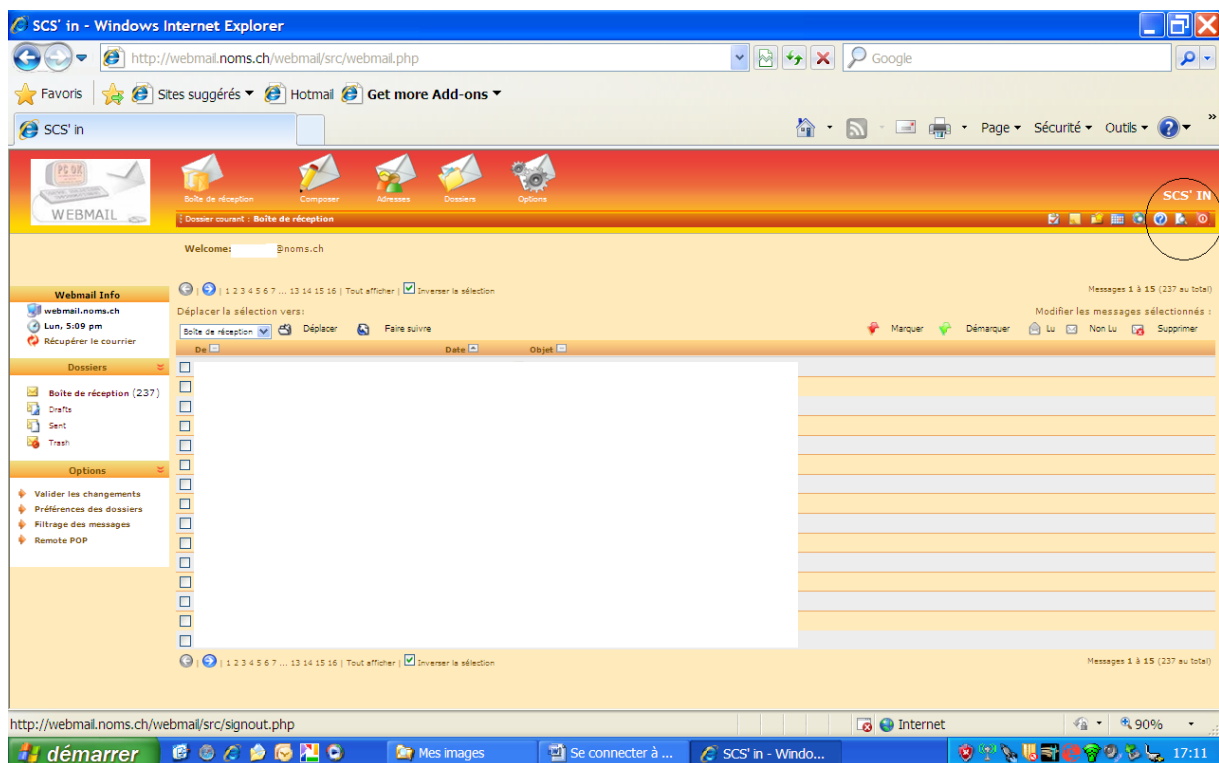 SCS' in - Windows Internet Explorer
http://webmail.noms.ch/webmail/src/webmail.php
Google
Favoris
Sites suggérés
Hotmail
Get more Add-ons
SCS' in
Page
Sécurité
Outils
»
PC OK
WEBMAIL
Boîte de réception
Composer
Adresses
Dossiers
Options
SCS' IN
Dossier courant : Boîte de réception
Welcome: @noms.ch
Webmail Info
webmail.noms.ch
Lun, 5:09 pm
Récupérer le courrier
Dossiers
Boîte de réception (237)
Drafts
Sent
Trash
Options
Valider les changements
Préférences des dossiers
Filtrage des messages
Remote POP
| 1 2 3 4 5 6 7 ... 13 14 15 16 | Tout afficher | Inverser la sélection
Messages 1 à 15 (237 au total)
Déplacer la sélection vers:
Modifier les messages sélectionnés :
Boîte de réception
Déplacer
Faire suivre
Marquer
Démarquer
Lu
Non Lu
Supprimer
De
Date
Objet
| 1 2 3 4 5 6 7 ... 13 14 15 16 | Tout afficher | Inverser la sélection
Messages 1 à 15 (237 au total)
http://webmail.noms.ch/webmail/src/signout.php
Internet
90%
démarrer
Mes images
Se connecter à ...
SCS' in - Windo...
17:11